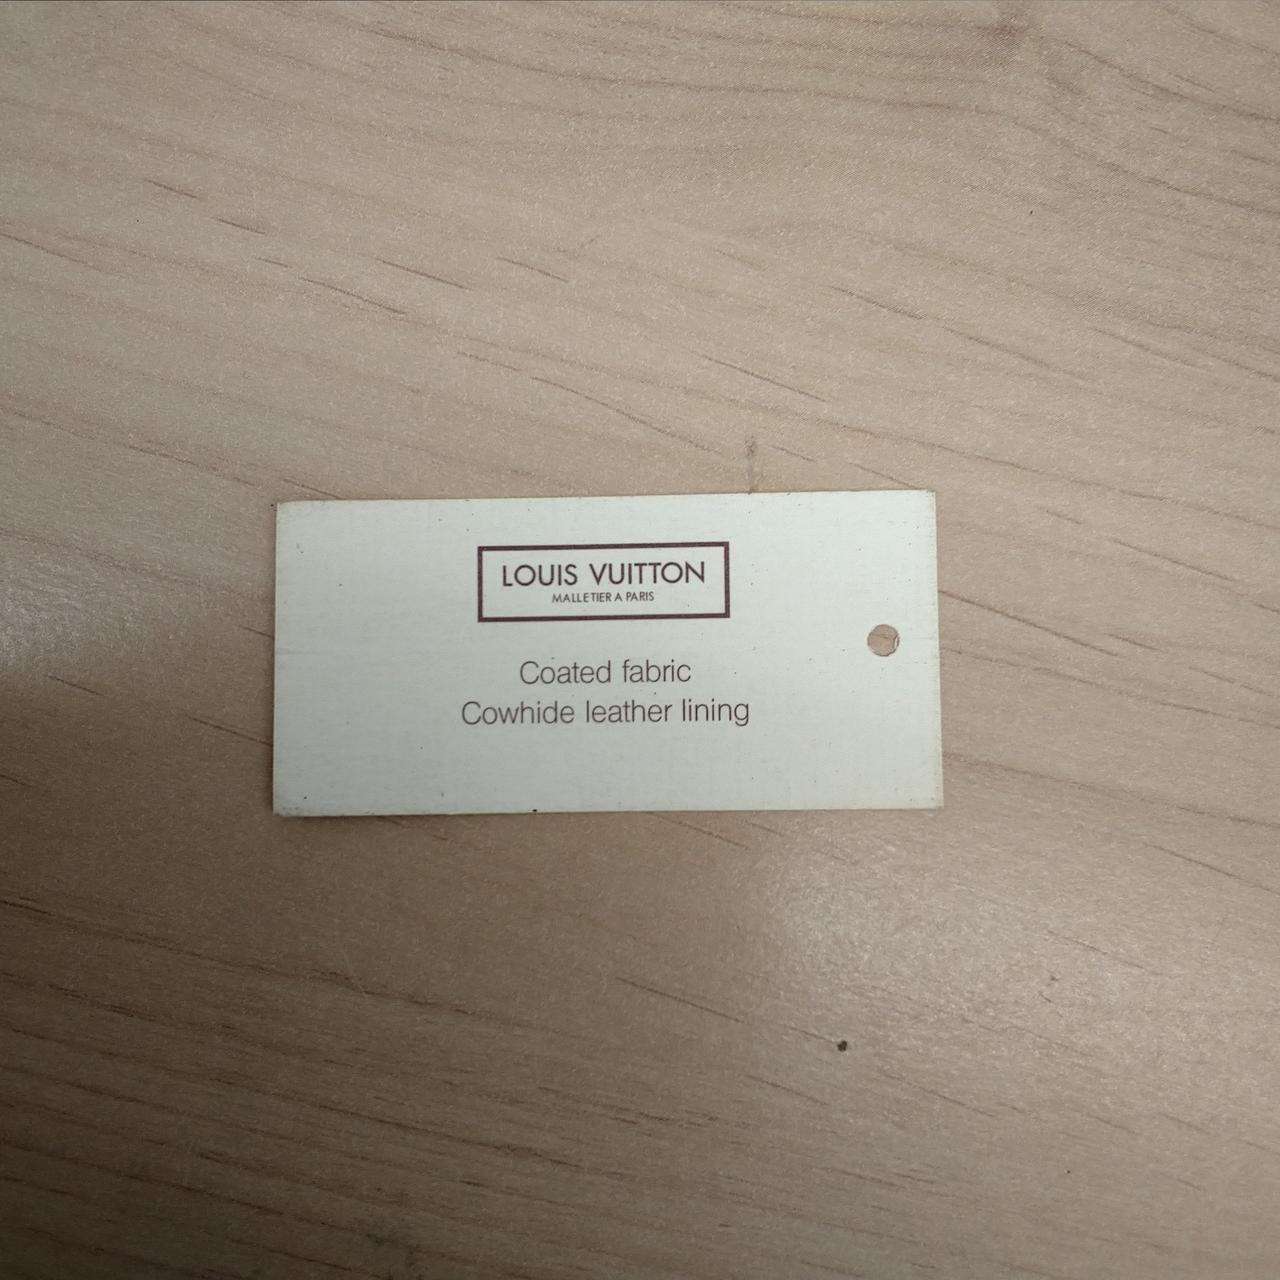 LOUIS VUITTON
MALLETIER A PARIS
Coated fabric
Cowhide leather lining